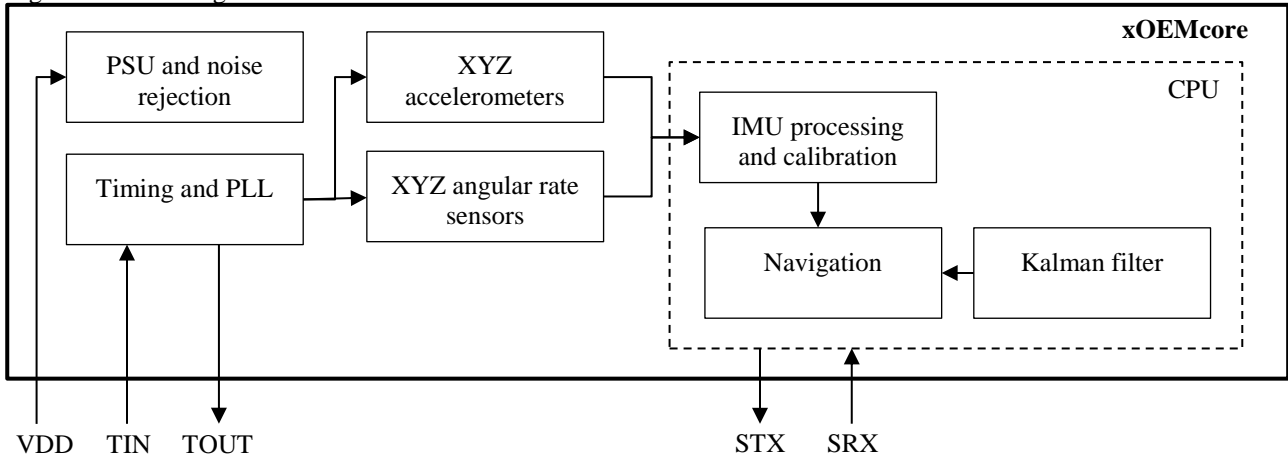 xOEMcore
PSU and noise
rejection
XYZ
accelerometers
CPU
IMU processing
and calibration
Timing and PLL
XYZ angular rate
sensors
Navigation
Kalman filter
VDD
TIN
TOUT
STX
SRX